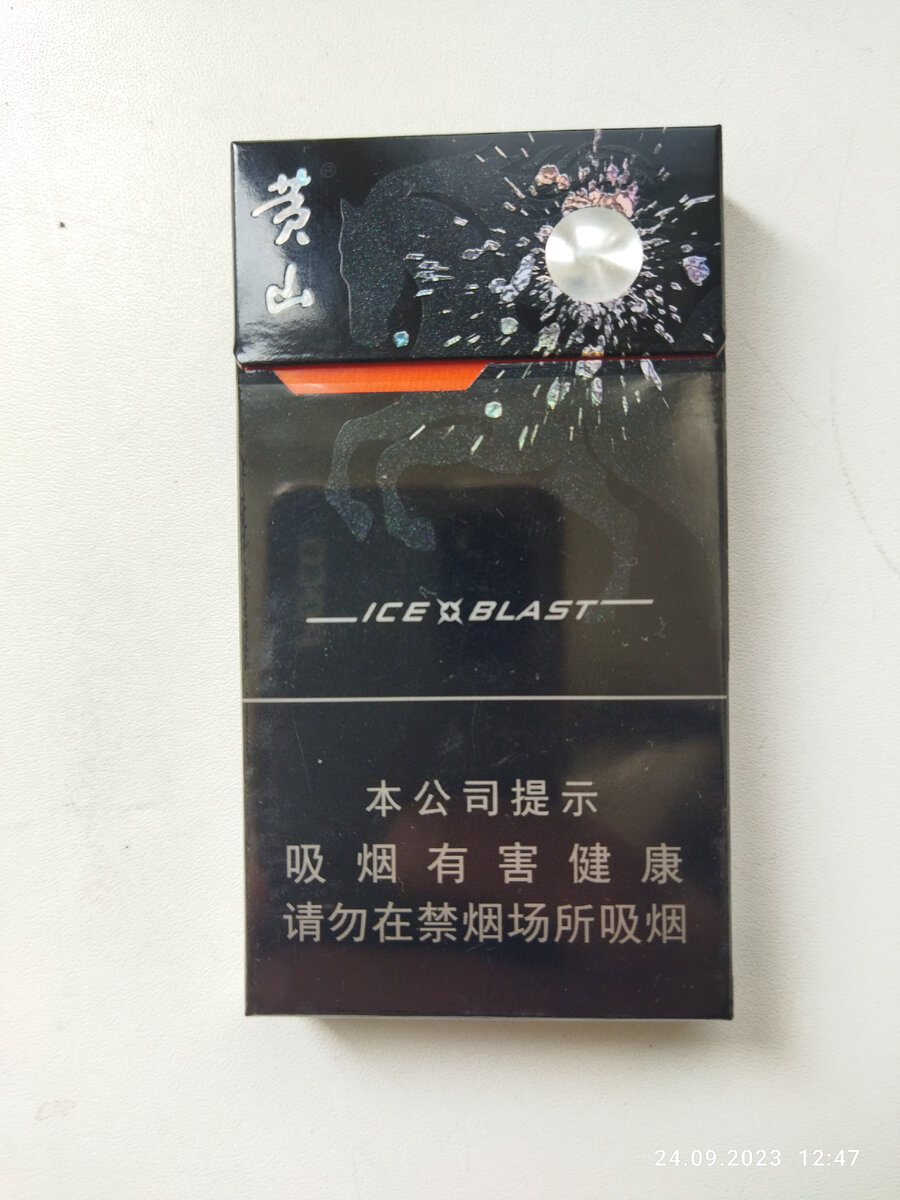 黄
山
®
ICE BLAST
本公司提示
吸烟有害健康
请勿在禁烟场所吸烟
24.09.2023 12:47